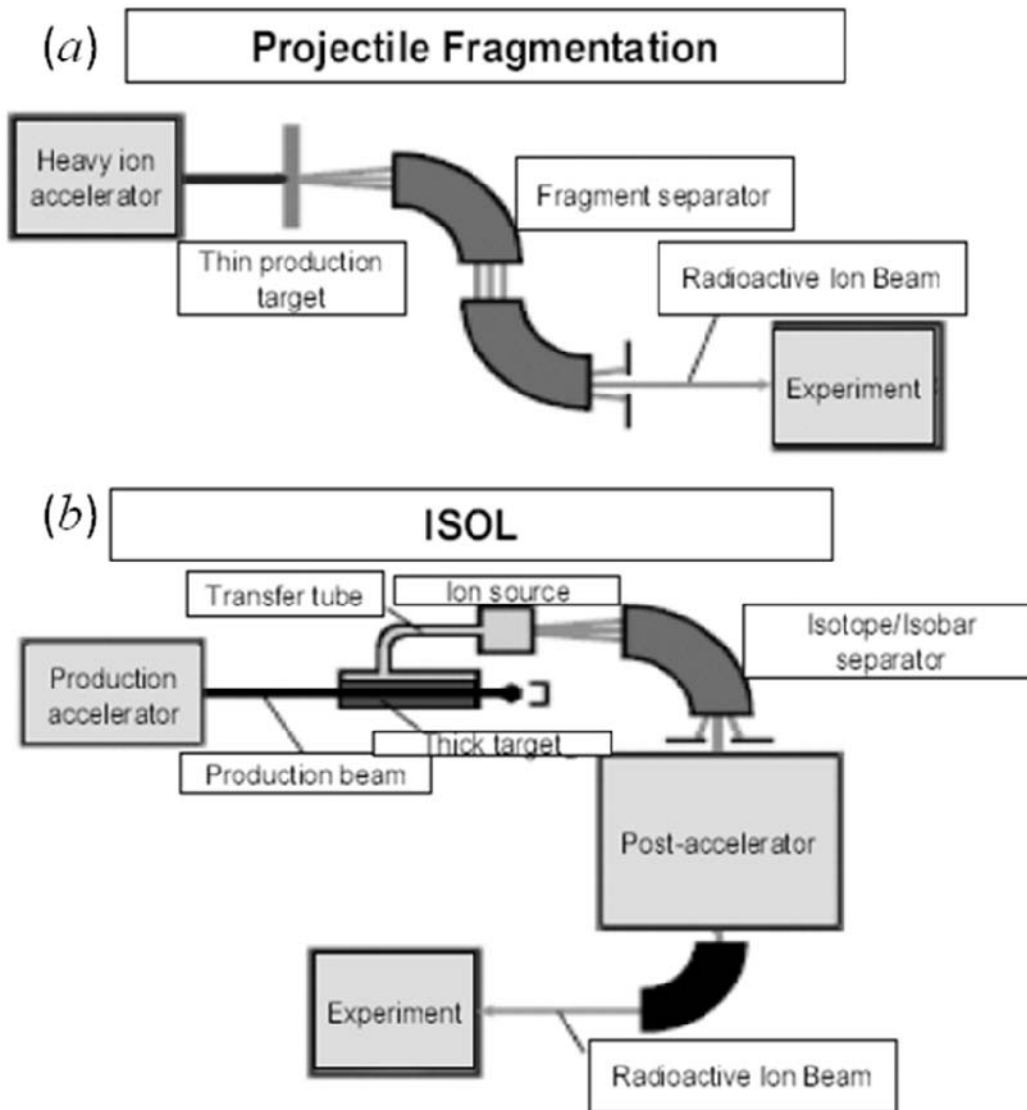 (a)
Projectile Fragmentation
Heavy ion
accelerator
Fragment separator
Thin production
target
Radioactive Ion Beam
Experiment
(b)
ISOL
Transfer tube
Ion source
Isotope/Isobar
separator
Production
accelerator
Thick target
Production beam
Post-accelerator
Experiment
Radioactive Ion Beam